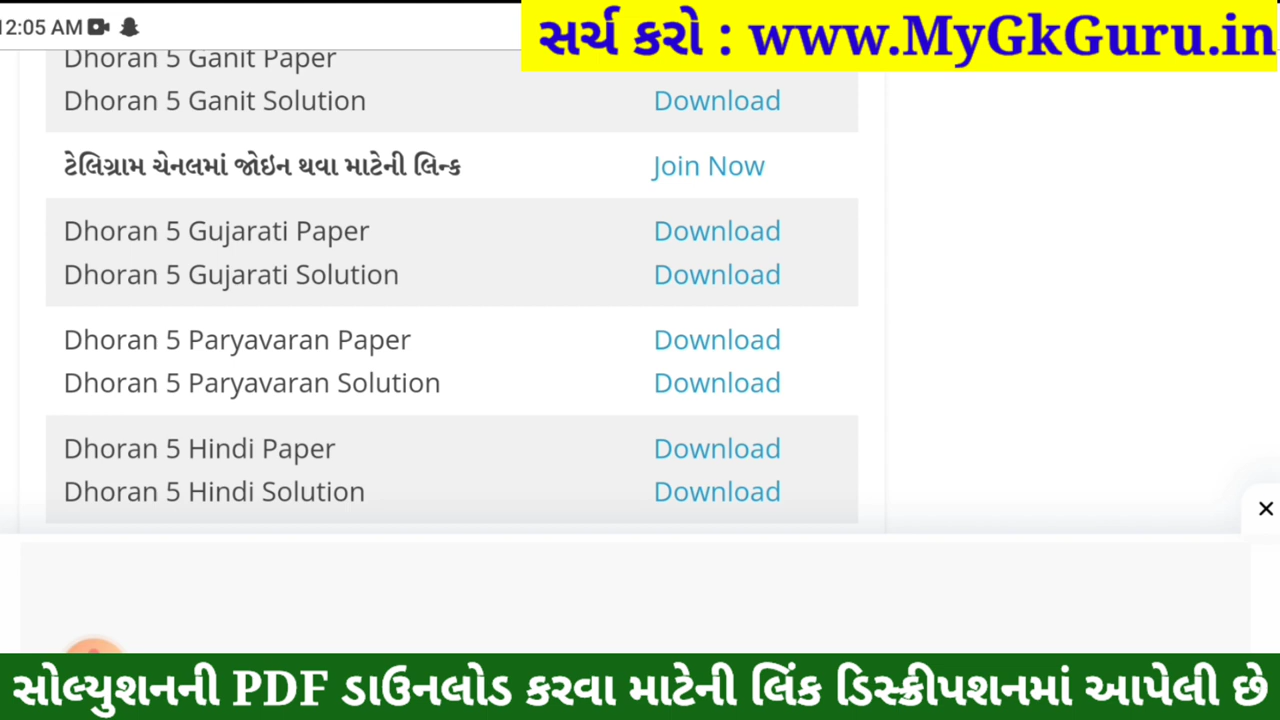 12:05 AM
સર્ચ કરો : www.MyGkGuru.in
Dhoran 5 Ganit Paper
Dhoran 5 Ganit Solution Download
ટેલિગ્રામ ચેનલમાં જોઇન થવા માટેની લિન્ક Join Now
Dhoran 5 Gujarati Paper Download
Dhoran 5 Gujarati Solution Download
Dhoran 5 Paryavaran Paper Download
Dhoran 5 Paryavaran Solution Download
Dhoran 5 Hindi Paper Download
Dhoran 5 Hindi Solution Download
સોલ્યુશનની PDF ડાઉનલોડ કરવા માટેની લિંક ડિસ્ક્રીપશનમાં આપેલી છે